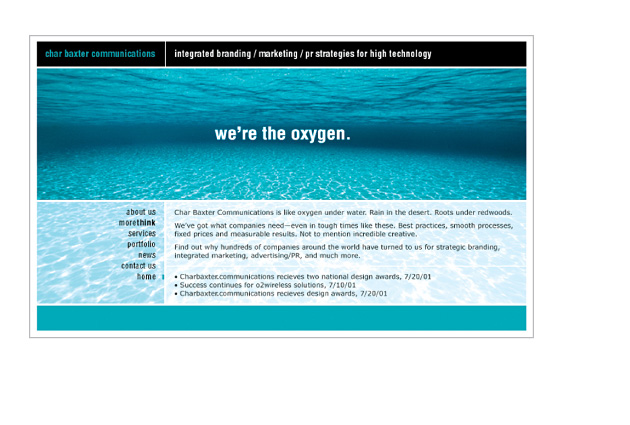 char baxter communications
integrated branding / marketing / pr strategies for high technology
we're the oxygen.
about us
morethink
services
portfolio
news
contact us
home
Char Baxter Communications is like oxygen under water. Rain in the desert. Roots under redwoods.
We've got what companies need—even in tough times like these. Best practices, smooth processes,
fixed prices and measurable results. Not to mention incredible creative.
Find out why hundreds of companies around the world have turned to us for strategic branding,
integrated marketing, advertising/PR, and much more.
• Charbaxter.communications recieves two national design awards, 7/20/01
• Success continues for o2wireless solutions, 7/10/01
• Charbaxter.communications recieves design awards, 7/20/01